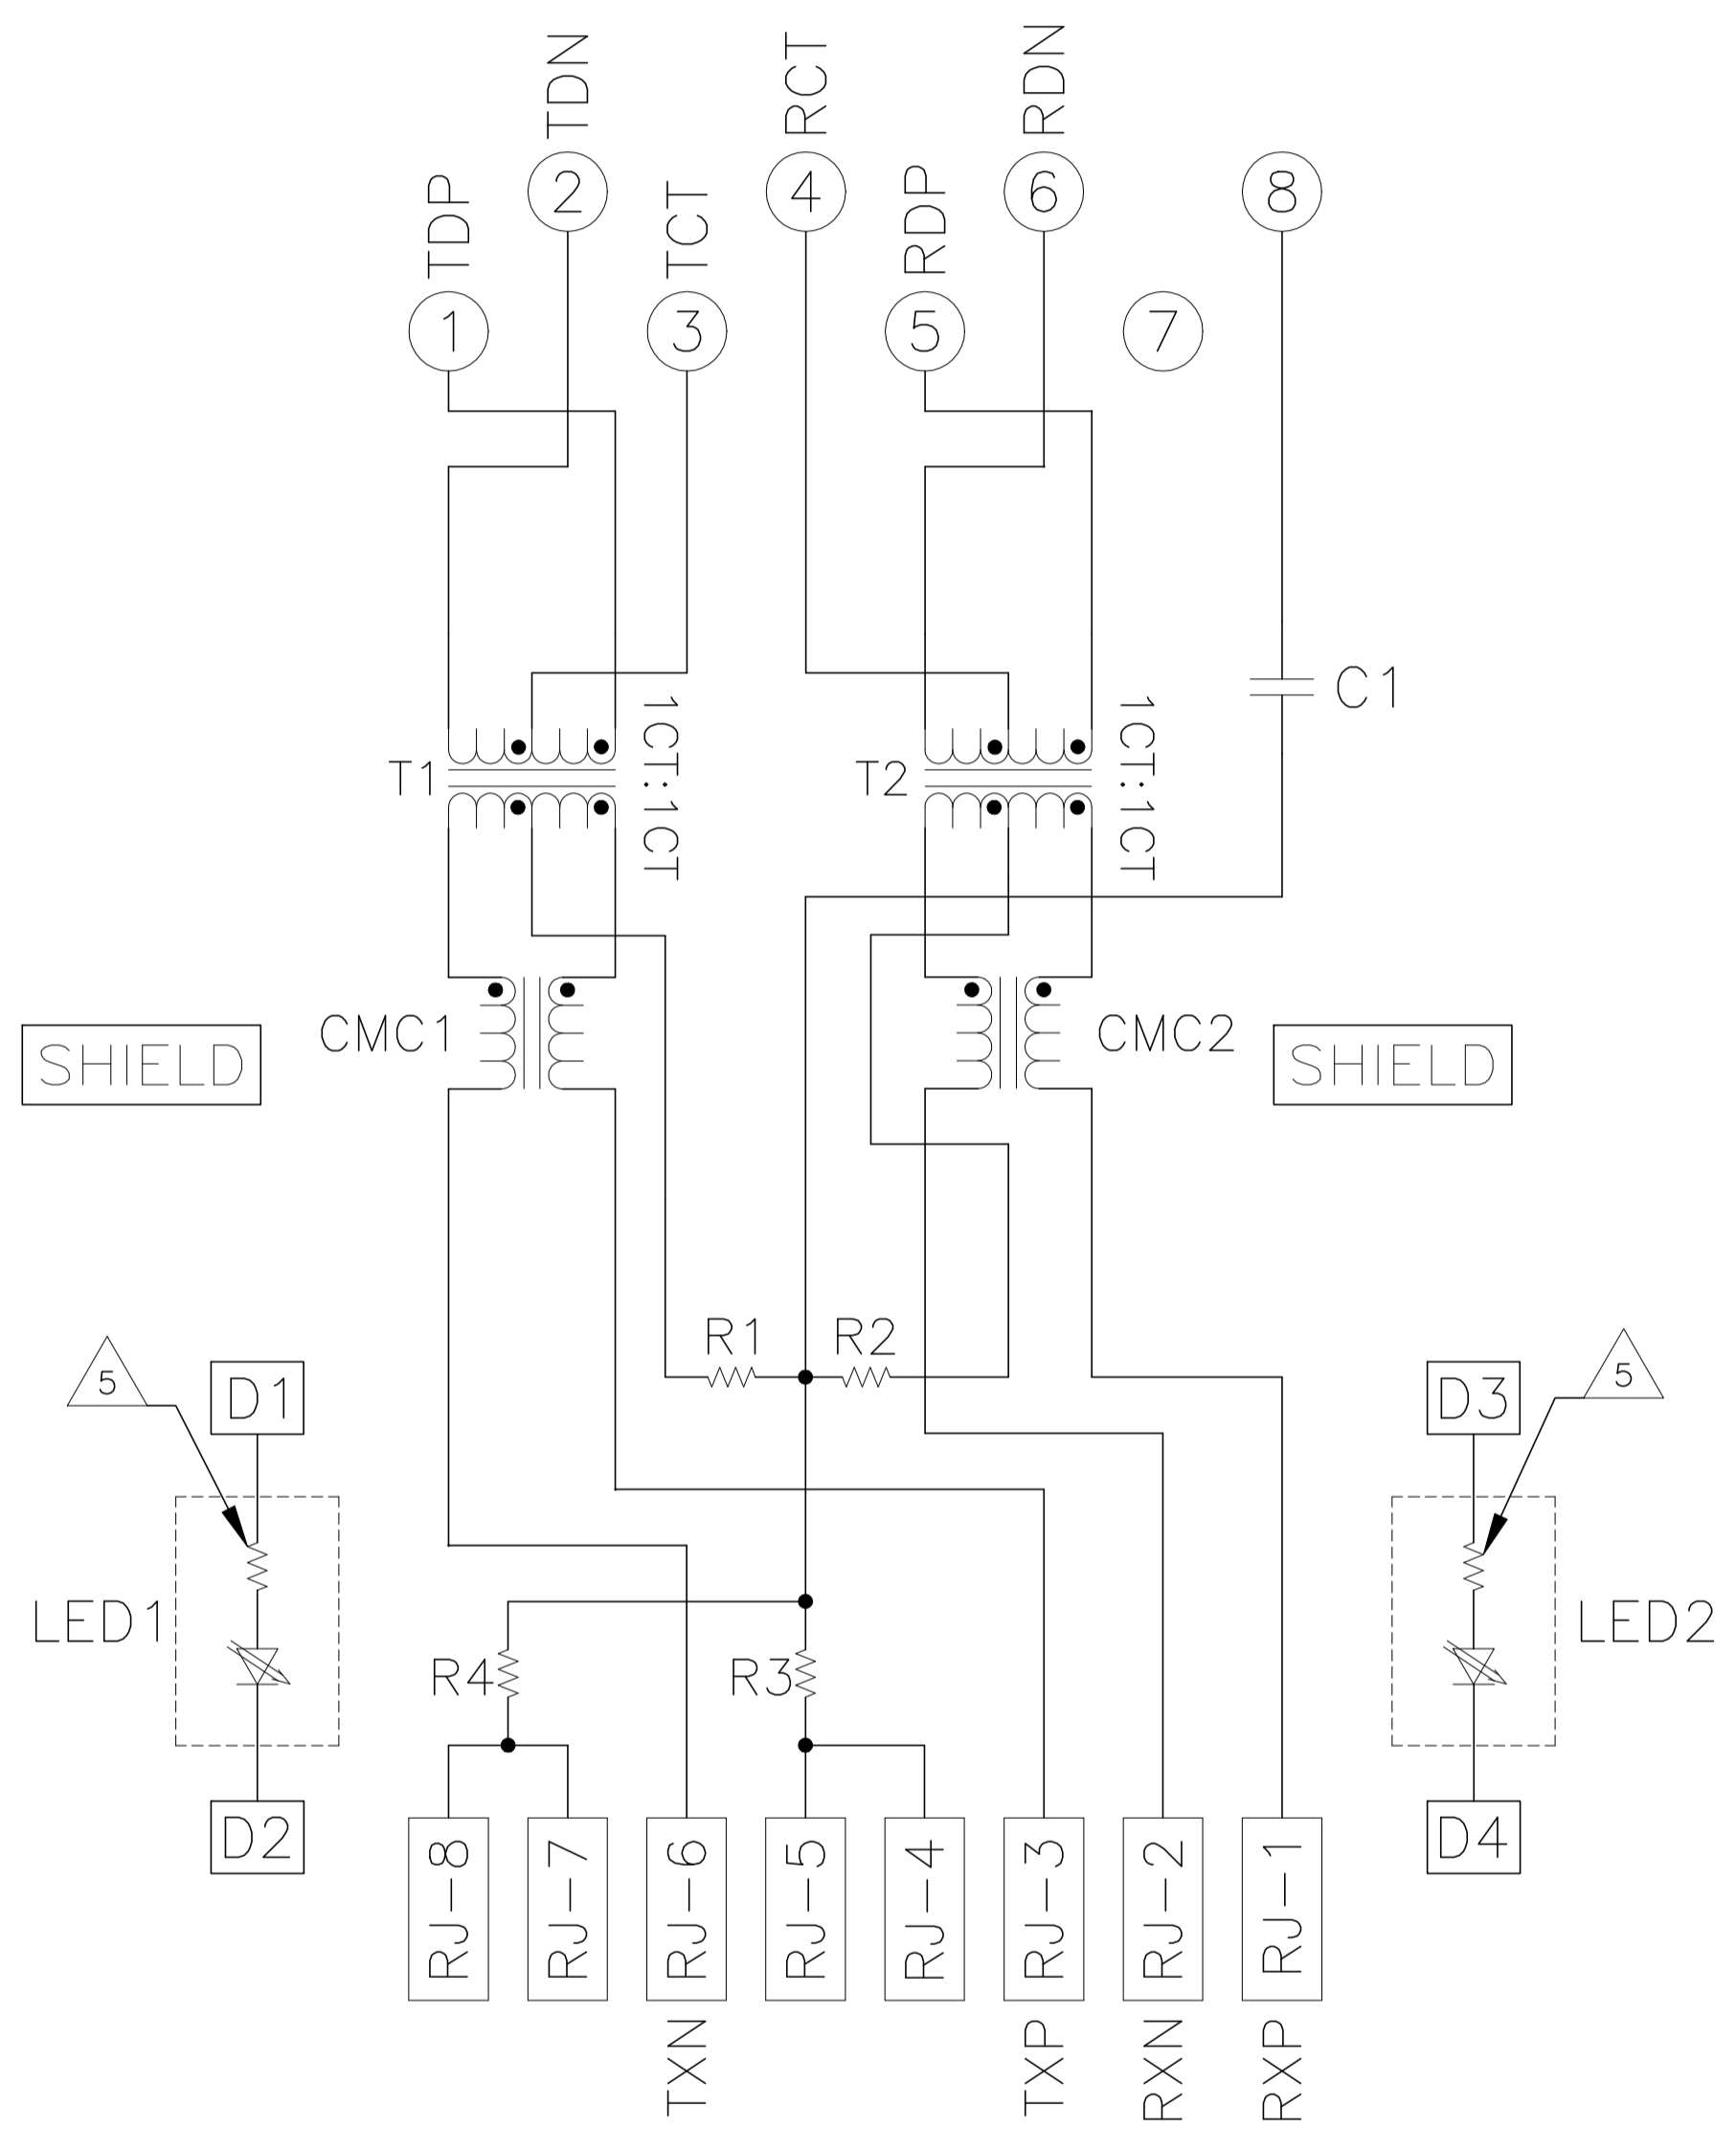 TDN
RCT
RDN
TDP
TCT
RDP
2
4
6
8
1
3
5
7
C1
T1
1CT:1CT
T2
1CT:1CT
CMC1
CMC2
SHIELD
SHIELD
R1
R2
5
D1
D3
5
LED1
LED2
R4
R3
D2
D4
RJ-8
RJ-7
RJ-6
RJ-5
RJ-4
RJ-3
RJ-2
RJ-1
TXN
TXP
RXN
RXP